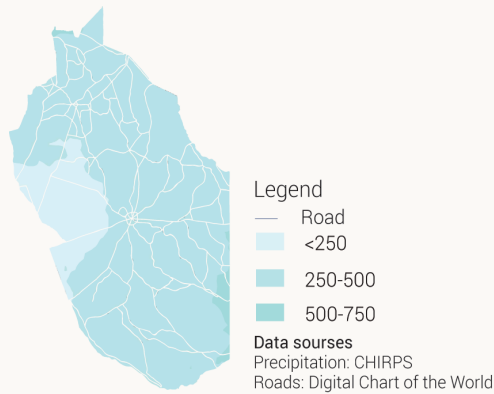 Legend
Road
<250
250-500
500-750
Data sourses
Precipitation: CHIRPS
Roads: Digital Chart of the World